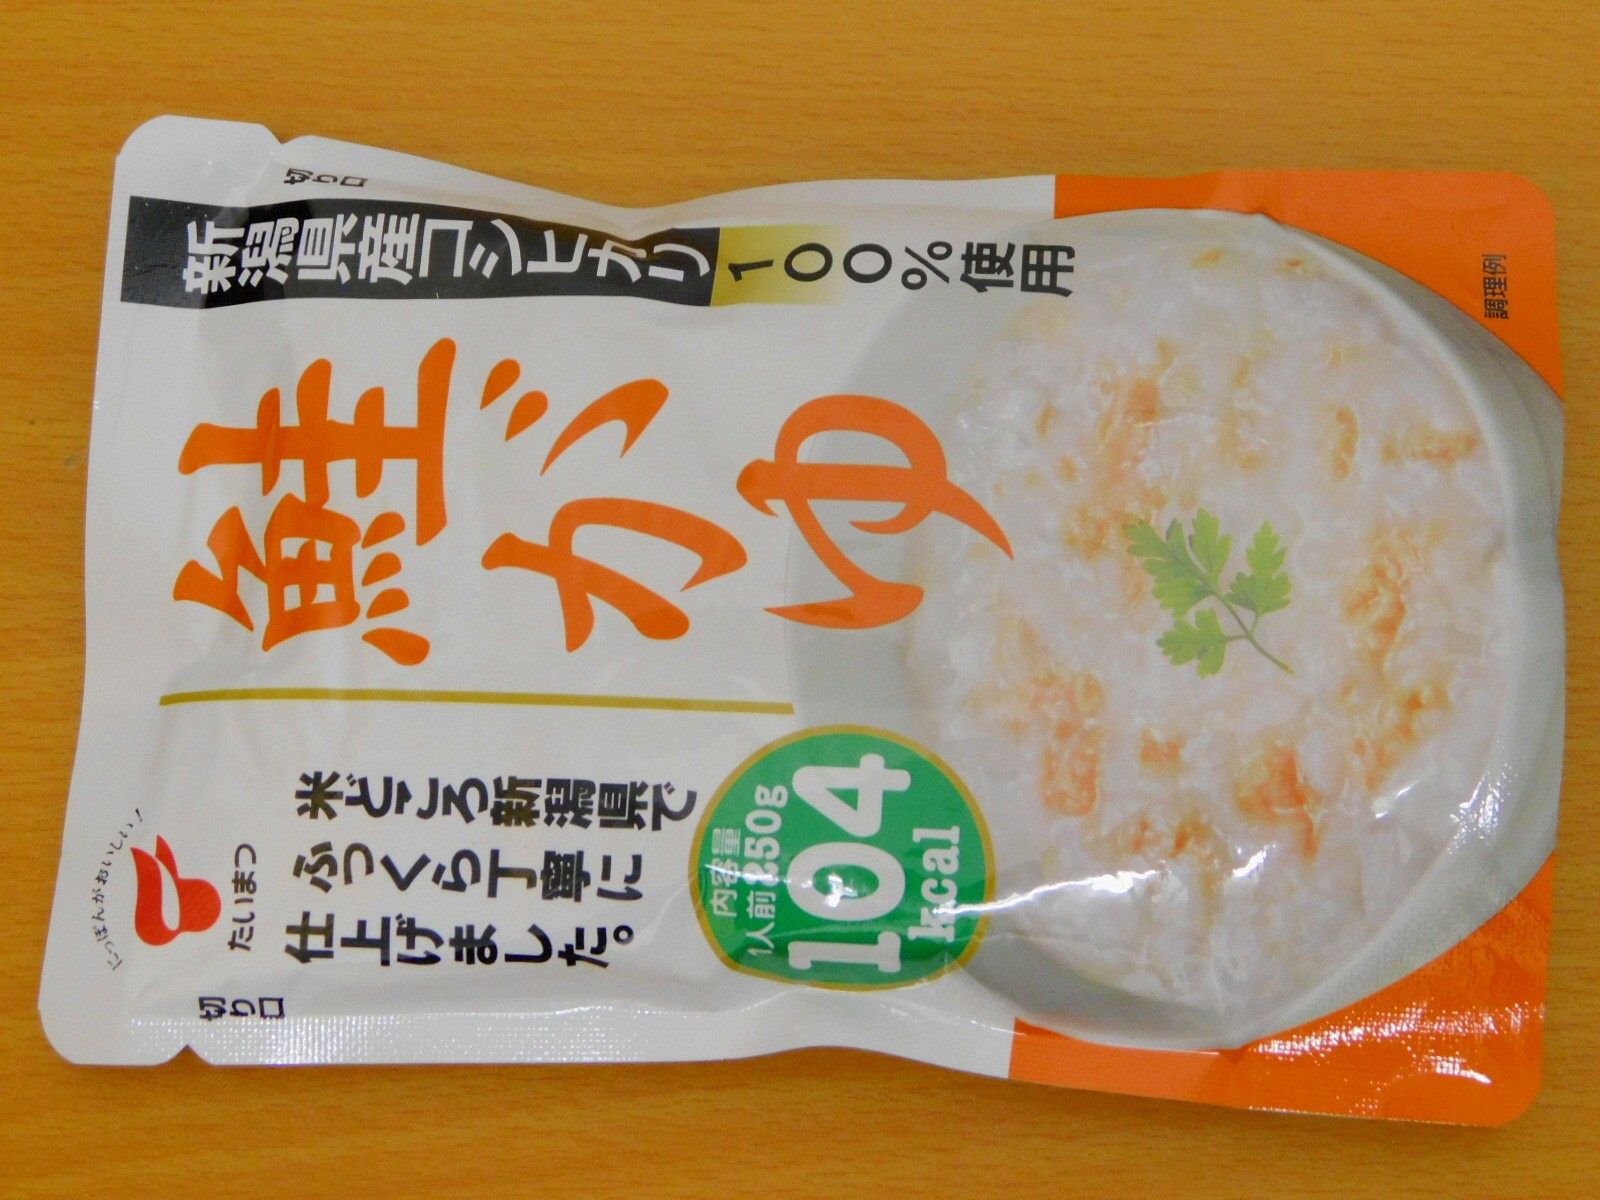 切り口
新潟県産コシヒカリ100%使用
鮭がゆ
にっぽんがおいしい!
たいまつ
米どころ新潟県で
ふっくら丁寧に
仕上げました。
切り口
内容量
1人前250g
104
kcal
調理例